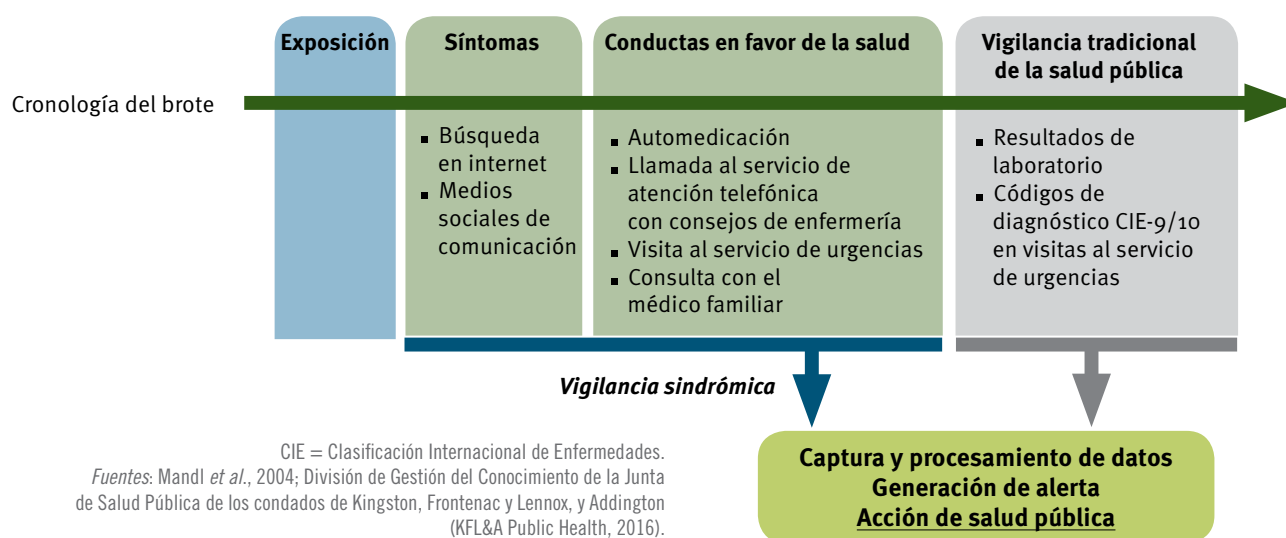 Exposición
Síntomas
Conductas en favor de la salud
Vigilancia tradicional
de la salud pública
Cronología del brote
▪ Búsqueda
en internet
▪ Medios
sociales de
comunicación
▪ Automedicación
▪ Llamada al servicio de
atención telefónica
con consejos de enfermería
▪ Visita al servicio de urgencias
▪ Consulta con el
médico familiar
▪ Resultados de
laboratorio
▪ Códigos de
diagnóstico CIE-9/10
en visitas al servicio
de urgencias
Vigilancia sindrómica
CIE = Clasificación Internacional de Enfermedades.
Fuentes: Mandl et al., 2004; División de Gestión del Conocimiento de la Junta
de Salud Pública de los condados de Kingston, Frontenac y Lennox, y Addington
(KFL&A Public Health, 2016).
Captura y procesamiento de datos
Generación de alerta
Acción de salud pública